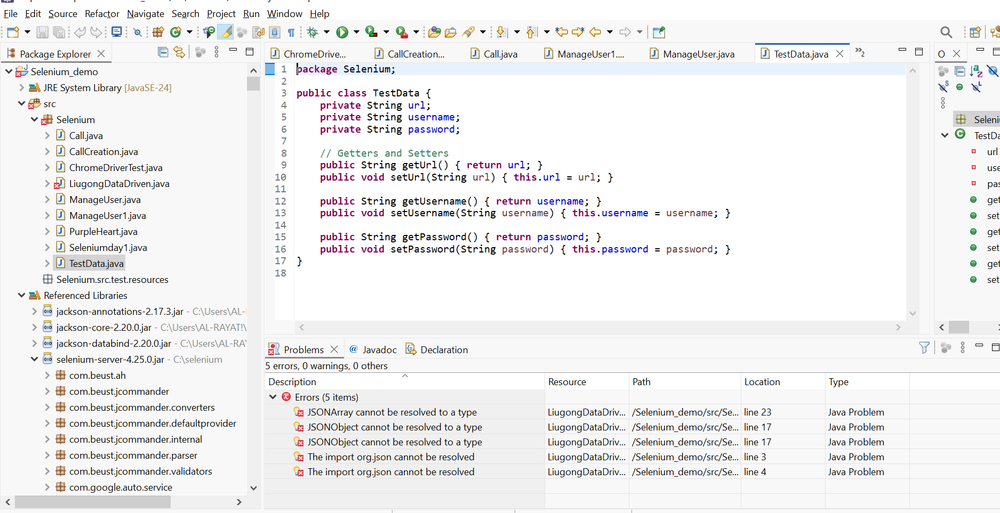 File Edit Source Refactor Navigate Search Project Run Window Help
Package Explorer
Selenium_demo
JRE System Library [JavaSE-24]
src
Selenium
Call.java
CallCreation.java
ChromeDriverTest.java
LiugongDataDriven.java
ManageUser.java
ManageUser1.java
PurpleHeart.java
Seleniumday1.java
TestData.java
Selenium.src.test.resources
Referenced Libraries
jackson-annotations-2.17.3.jar - C:\Users\AL-
jackson-core-2.20.0.jar - C:\Users\AL-RAYAT!\
jackson-databind-2.20.0.jar - C:\Users\AL-RA
selenium-server-4.25.0.jar - C:\selenium
com.beust.ah
com.beust.jcommander
com.beust.jcommander.converters
com.beust.jcommander.defaultprovider
com.beust.jcommander.internal
com.beust.jcommander.parser
com.beust.jcommander.validators
com.google.auto.service
ChromeDrive... CallCreation... Call.java ManageUser1.... ManageUser.java TestData.java »2
1 package Selenium;
2
3 public class TestData {
4 private String url;
5 private String username;
6 private String password;
7
8 // Getters and Setters
9 public String getUrl() { return url; }
10 public void setUrl(String url) { this.url = url; }
11
12 public String getUsername() { return username; }
13 public void setUsername(String username) { this.username = username; }
14
15 public String getPassword() { return password; }
16 public void setPassword(String password) { this.password = password; }
17 }
18
O
Seleni
TestDa
url
use
pas
get
set
get
set
get
set
Problems @ Javadoc Declaration
5 errors, 0 warnings, 0 others
Description Resource Path Location Type
Errors (5 items)
JSONArray cannot be resolved to a type LiugongDataDriv... /Selenium_demo/src/Se... line 23 Java Problem
JSONObject cannot be resolved to a type LiugongDataDriv... /Selenium_demo/src/Se... line 17 Java Problem
JSONObject cannot be resolved to a type LiugongDataDriv... /Selenium_demo/src/Se... line 17 Java Problem
The import org.json cannot be resolved LiugongDataDriv... /Selenium_demo/src/Se... line 3 Java Problem
The import org.json cannot be resolved LiugongDataDriv... /Selenium_demo/src/Se... line 4 Java Problem